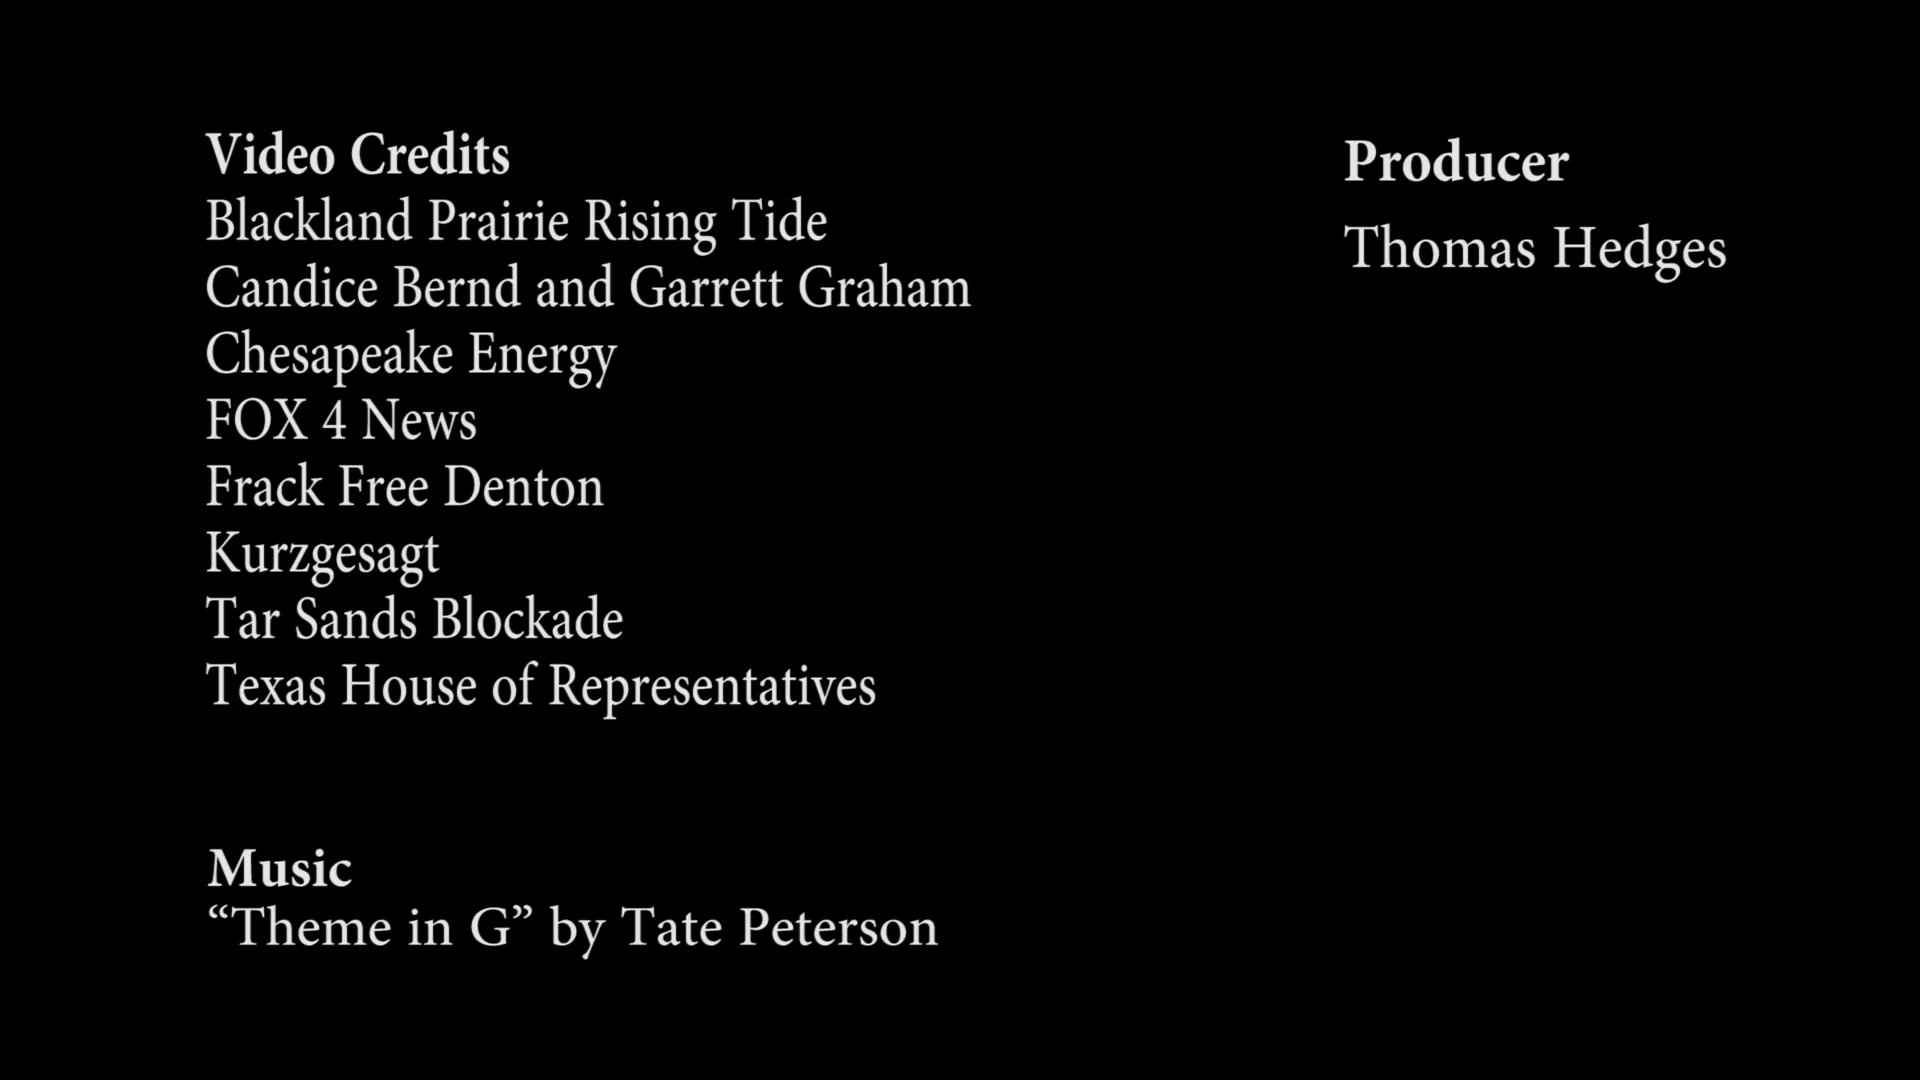 Video Credits
Blackland Prairie Rising Tide
Candice Bernd and Garrett Graham
Chesapeake Energy
FOX 4 News
Frack Free Denton
Kurzgesagt
Tar Sands Blockade
Texas House of Representatives
Music
“Theme in G” by Tate Peterson
Producer
Thomas Hedges